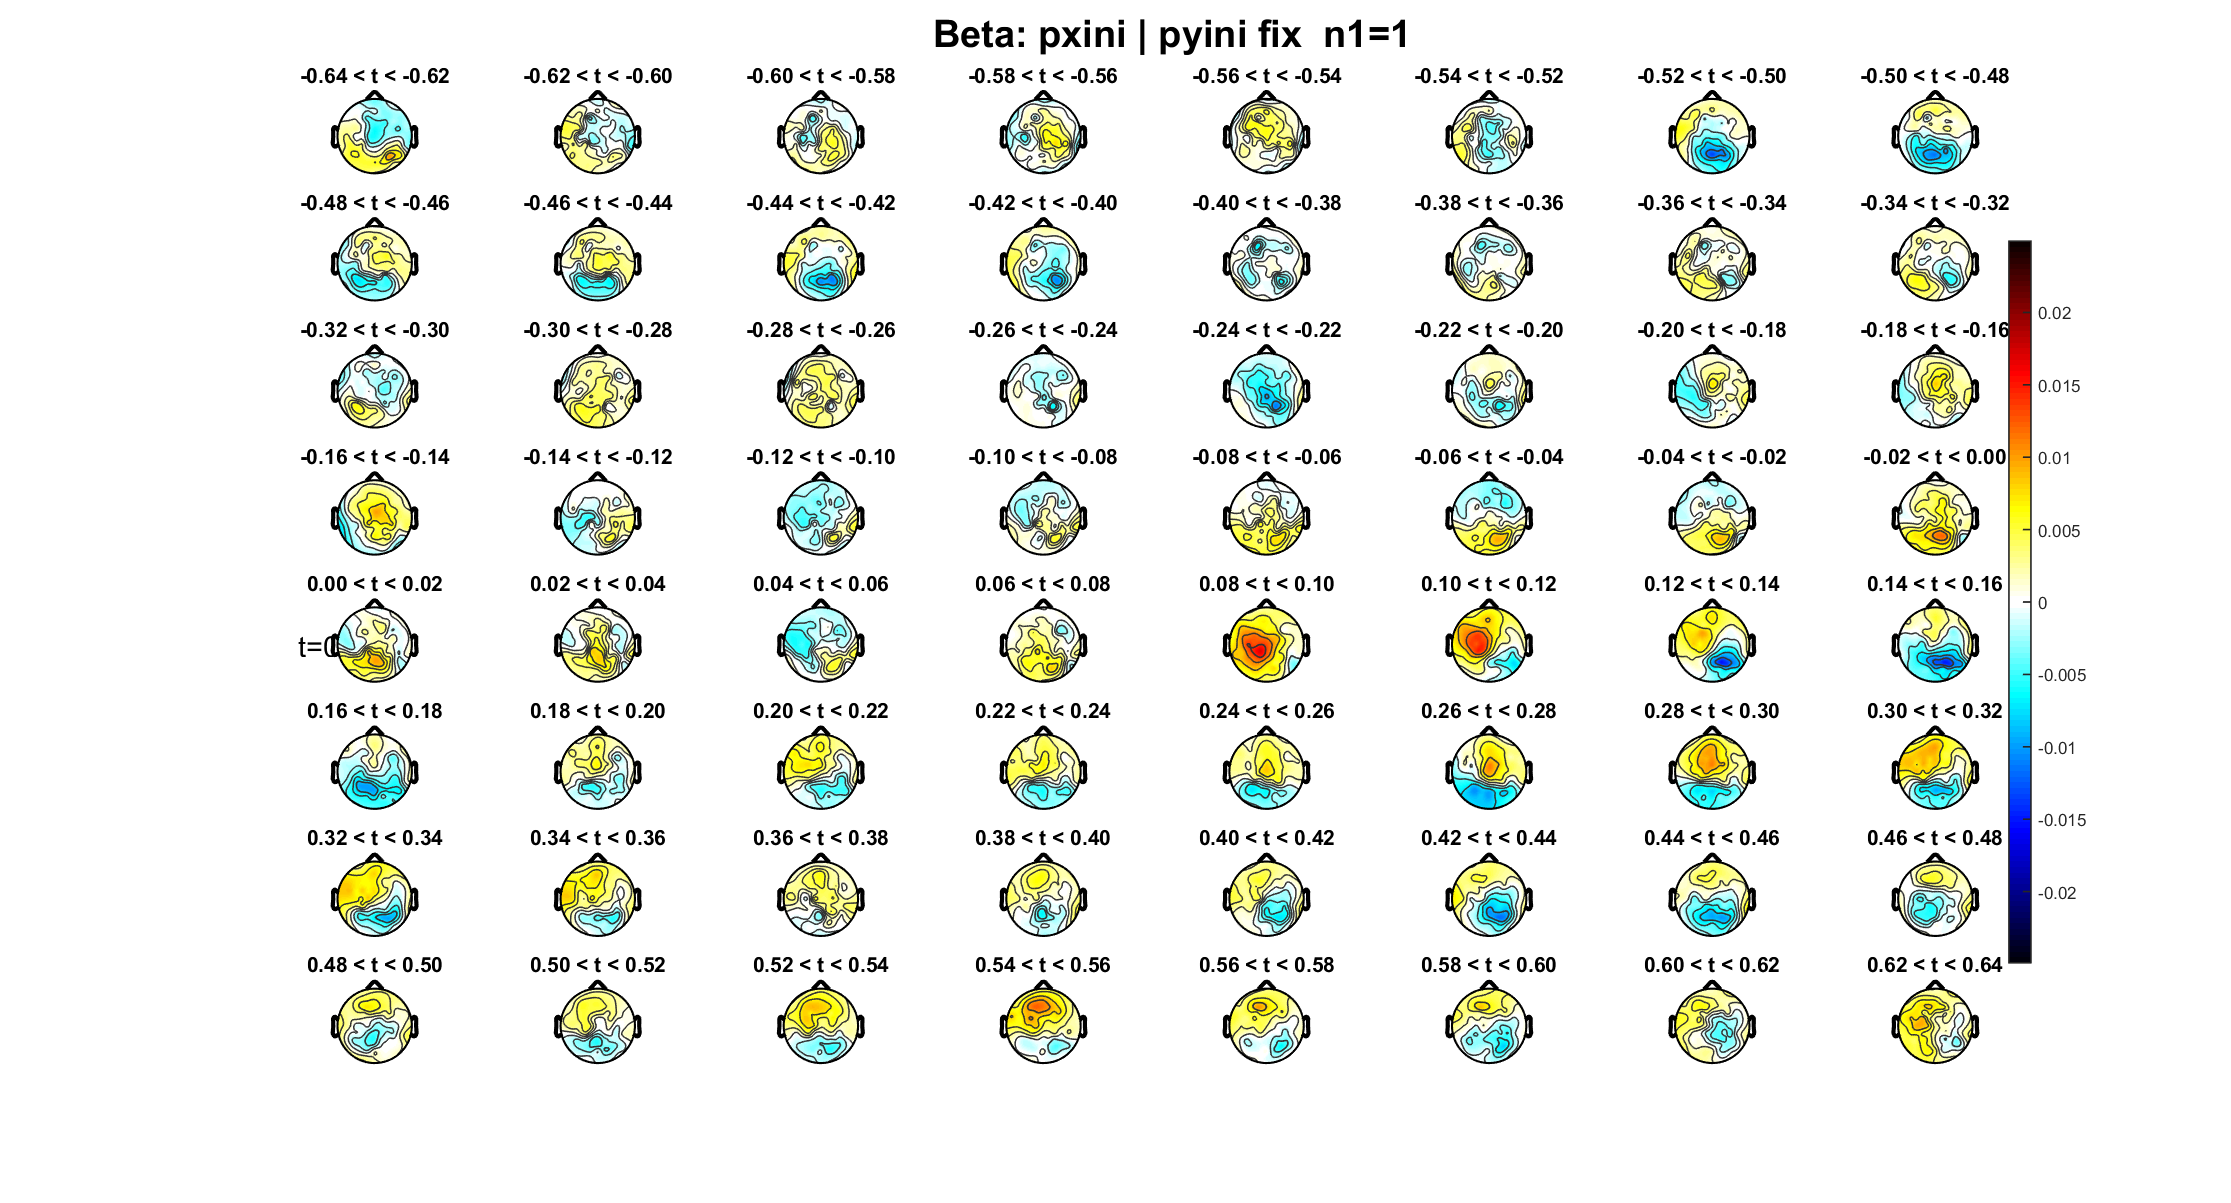 Beta: pxini | pyini fix  n1=1
-0.64 < t < -0.62
-0.62 < t < -0.60
-0.60 < t < -0.58
-0.58 < t < -0.56
-0.56 < t < -0.54
-0.54 < t < -0.52
-0.52 < t < -0.50
-0.50 < t < -0.48
-0.48 < t < -0.46
-0.46 < t < -0.44
-0.44 < t < -0.42
-0.42 < t < -0.40
-0.40 < t < -0.38
-0.38 < t < -0.36
-0.36 < t < -0.34
-0.34 < t < -0.32
-0.32 < t < -0.30
-0.30 < t < -0.28
-0.28 < t < -0.26
-0.26 < t < -0.24
-0.24 < t < -0.22
-0.22 < t < -0.20
-0.20 < t < -0.18
-0.18 < t < -0.16
-0.16 < t < -0.14
-0.14 < t < -0.12
-0.12 < t < -0.10
-0.10 < t < -0.08
-0.08 < t < -0.06
-0.06 < t < -0.04
-0.04 < t < -0.02
-0.02 < t < 0.00
0.00 < t < 0.02
0.02 < t < 0.04
0.04 < t < 0.06
0.06 < t < 0.08
0.08 < t < 0.10
0.10 < t < 0.12
0.12 < t < 0.14
0.14 < t < 0.16
t=0
0.16 < t < 0.18
0.18 < t < 0.20
0.20 < t < 0.22
0.22 < t < 0.24
0.24 < t < 0.26
0.26 < t < 0.28
0.28 < t < 0.30
0.30 < t < 0.32
0.32 < t < 0.34
0.34 < t < 0.36
0.36 < t < 0.38
0.38 < t < 0.40
0.40 < t < 0.42
0.42 < t < 0.44
0.44 < t < 0.46
0.46 < t < 0.48
0.48 < t < 0.50
0.50 < t < 0.52
0.52 < t < 0.54
0.54 < t < 0.56
0.56 < t < 0.58
0.58 < t < 0.60
0.60 < t < 0.62
0.62 < t < 0.64
0.02
0.015
0.01
0.005
0
-0.005
-0.01
-0.015
-0.02